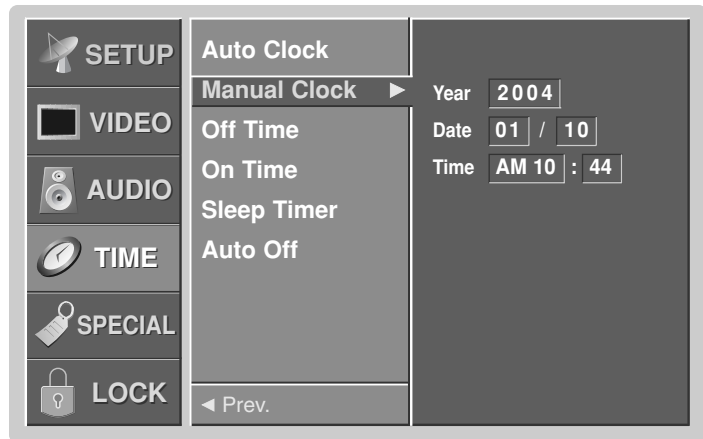 SETUP
VIDEO
AUDIO
TIME
SPECIAL
LOCK
Auto Clock
Manual Clock ►
Off Time
On Time
Sleep Timer
Auto Off
◄ Prev.
Year 2004
Date 01 / 10
Time AM 10 : 44